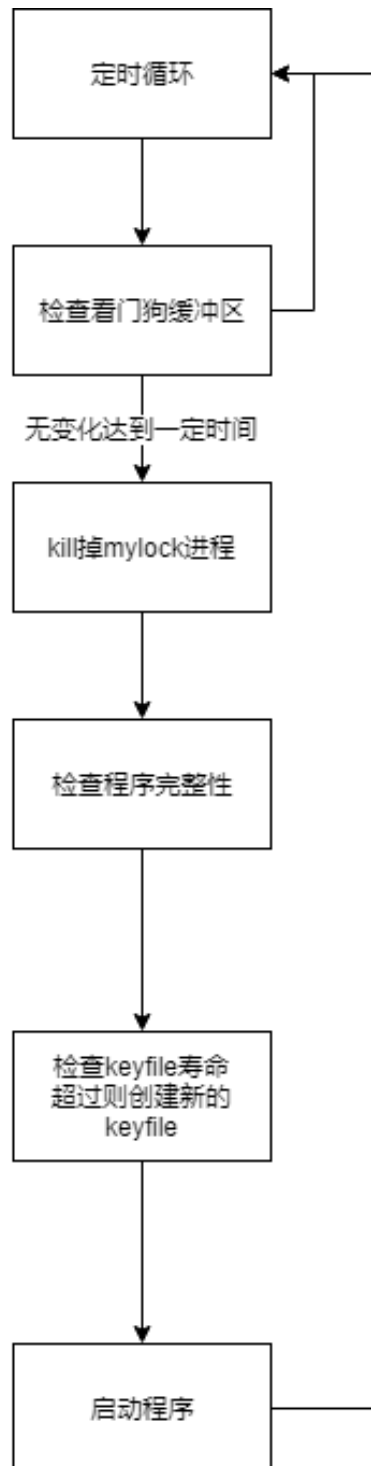 定时循环
检查看门狗缓冲区
无变化达到一定时间
kill掉mylock进程
检查程序完整性
检查keyfile寿命
超过则创建新的
keyfile
启动程序